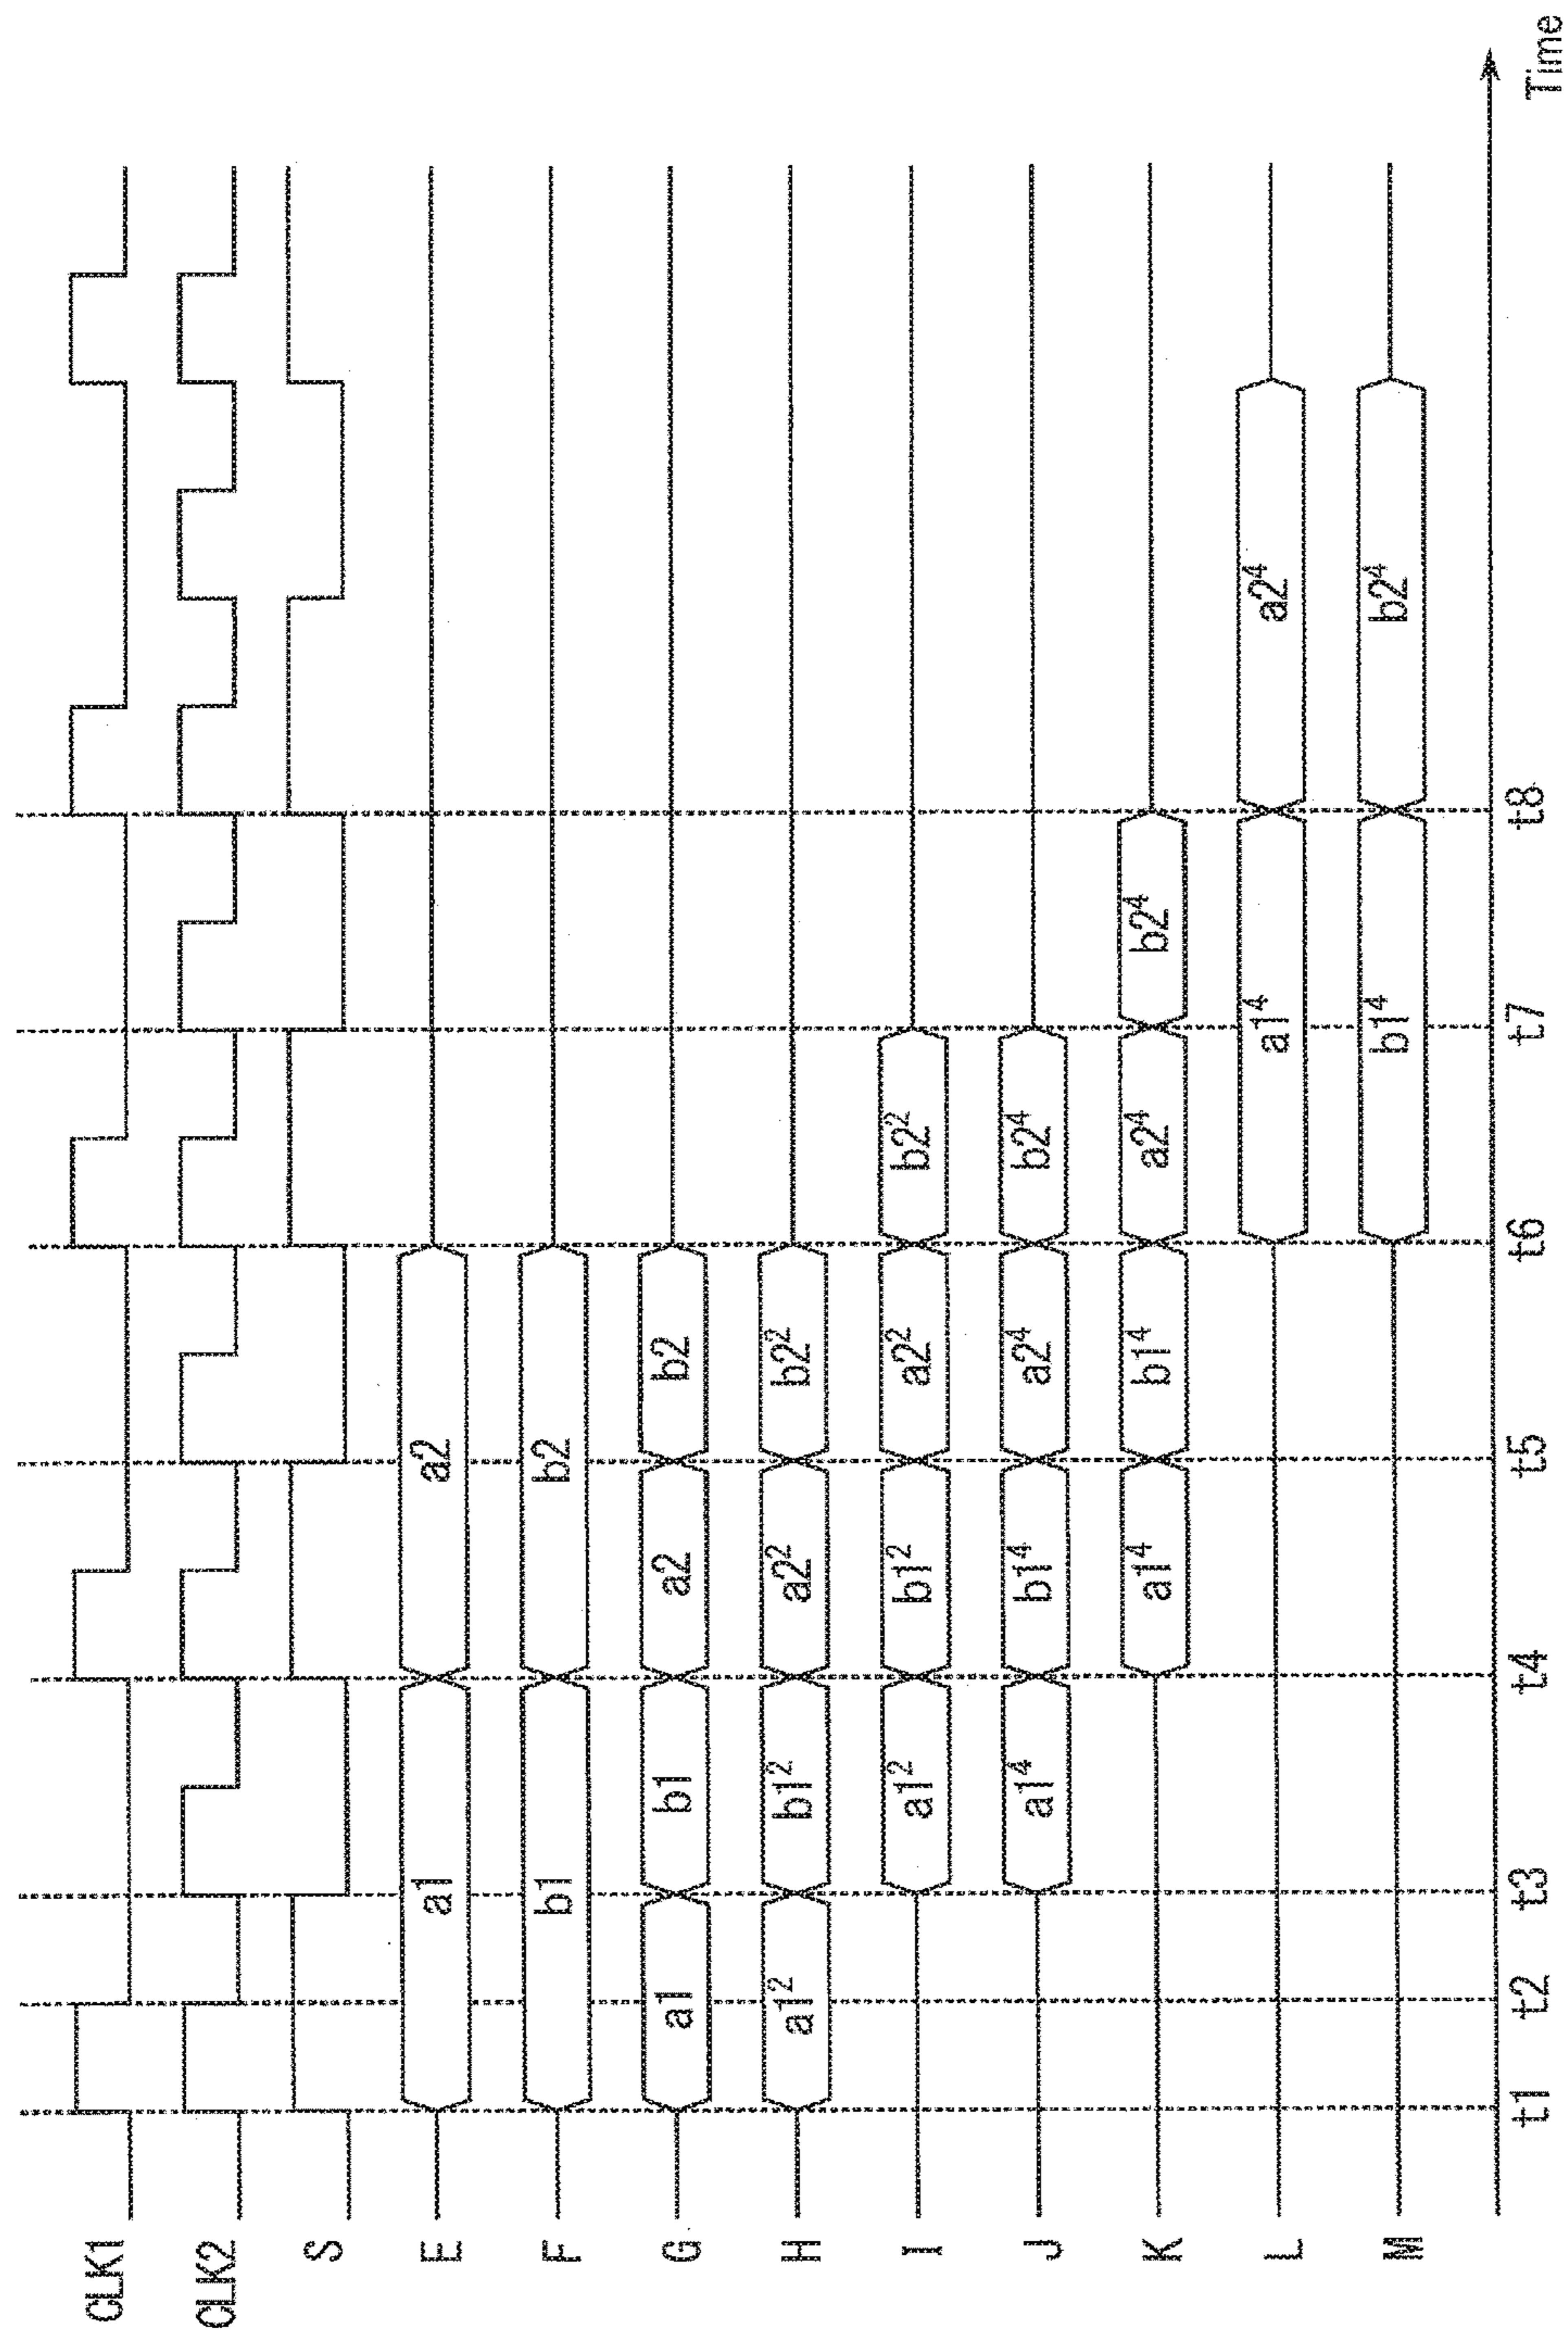 CLK1
CLK2
S
E a1 a2
F b1 b2
G a1 b1 a2 b2
H a1² b1² a2² b2²
I a1² b1² a2² b2²
J a1⁴ b1⁴ a2⁴ b2⁴
K a1⁴ b1⁴ a2⁴ b2⁴
L a1⁴ a2⁴
M b1⁴ b2⁴
t1 t2 t3 t4 t5 t6 t7 t8 Time